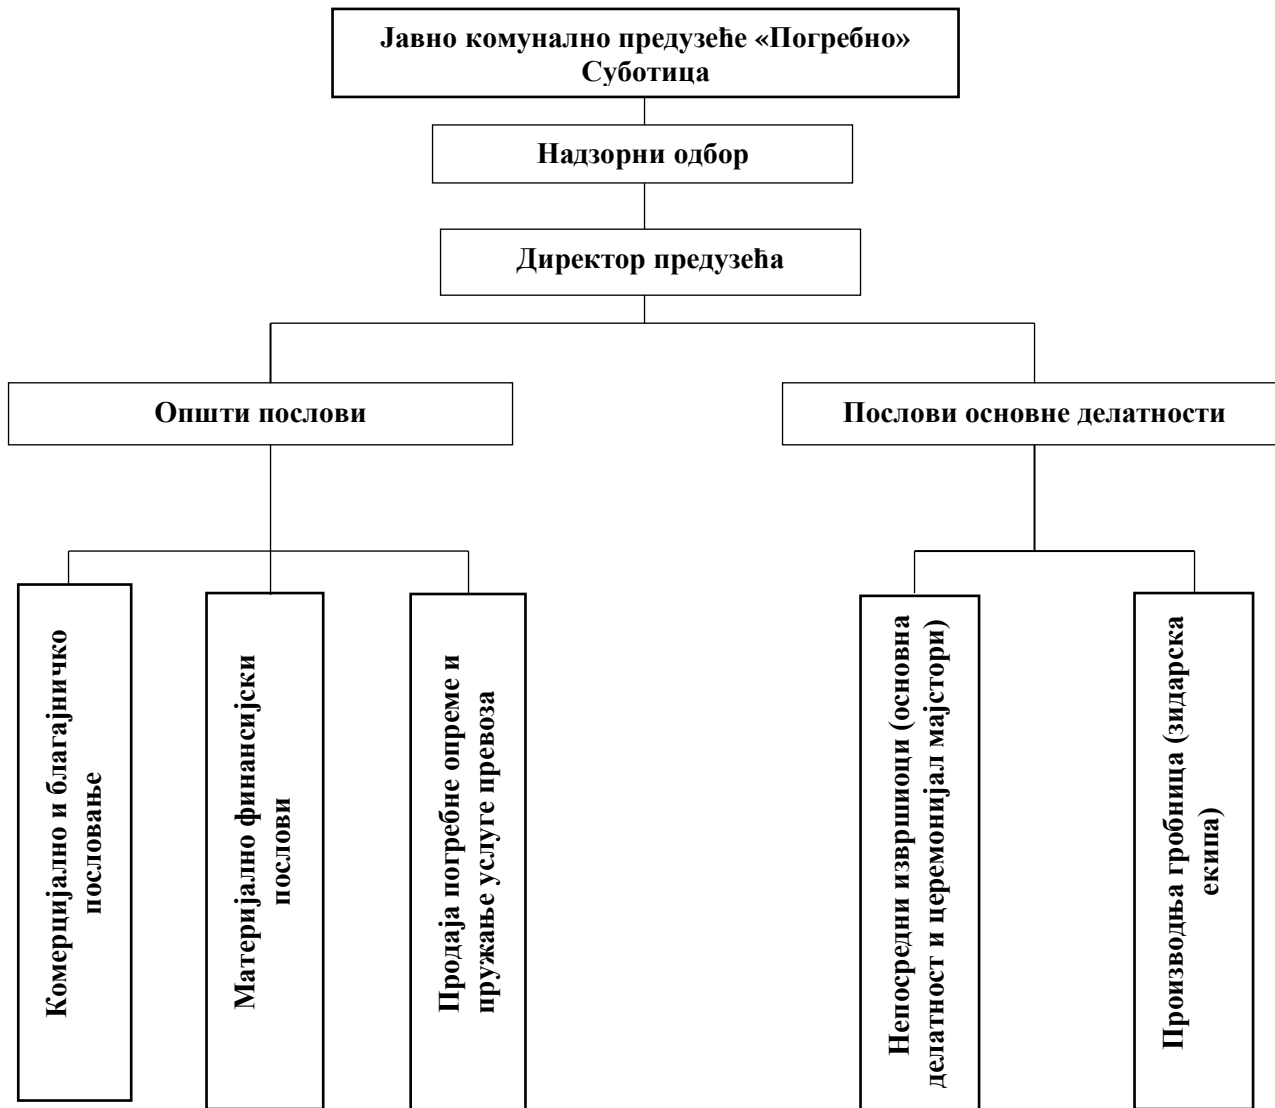 Јавно комунално предузеће «Погребно»
Суботица
Надзорни одбор
Директор предузећа
Општи послови
Послови основне делатности
Комерцијално и благајничко
пословање
Материјално финансијски
послови
Продаја погребне опреме и
пружање услуге превоза
Непосредни извршиоци (основна
делатност и церемонијал мајстори)
Производња гробница (зидарска
екипа)